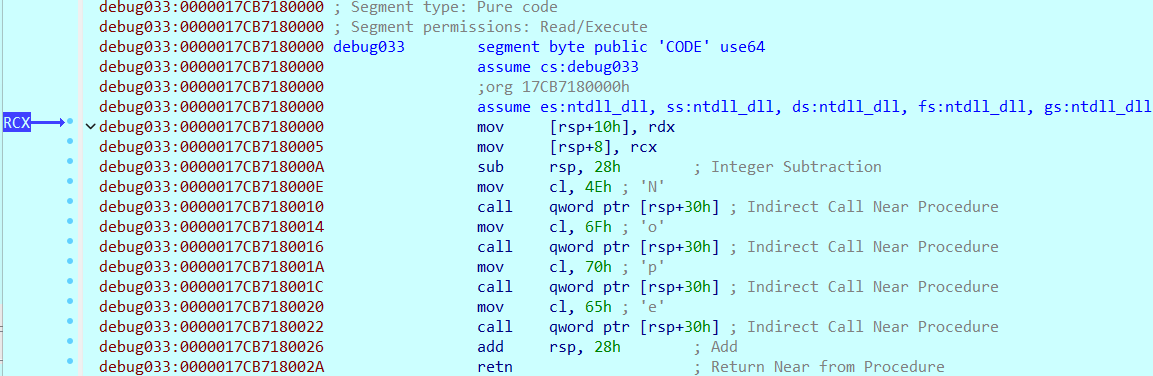 debug033:0000017CB7180000 ; Segment type: Pure code
debug033:0000017CB7180000 ; Segment permissions: Read/Execute
debug033:0000017CB7180000 debug033 segment byte public 'CODE' use64
debug033:0000017CB7180000 assume cs:debug033
debug033:0000017CB7180000 ;org 17CB7180000h
debug033:0000017CB7180000 assume es:ntdll_dll, ss:ntdll_dll, ds:ntdll_dll, fs:ntdll_dll, gs:ntdll_dll
RCX debug033:0000017CB7180000 mov [rsp+10h], rdx
debug033:0000017CB7180005 mov [rsp+8], rcx
debug033:0000017CB718000A sub rsp, 28h ; Integer Subtraction
debug033:0000017CB718000E mov cl, 4Eh ; 'N'
debug033:0000017CB7180010 call qword ptr [rsp+30h] ; Indirect Call Near Procedure
debug033:0000017CB7180014 mov cl, 6Fh ; 'o'
debug033:0000017CB7180016 call qword ptr [rsp+30h] ; Indirect Call Near Procedure
debug033:0000017CB718001A mov cl, 70h ; 'p'
debug033:0000017CB718001C call qword ptr [rsp+30h] ; Indirect Call Near Procedure
debug033:0000017CB7180020 mov cl, 65h ; 'e'
debug033:0000017CB7180022 call qword ptr [rsp+30h] ; Indirect Call Near Procedure
debug033:0000017CB7180026 add rsp, 28h ; Add
debug033:0000017CB718002A retn ; Return Near from Procedure